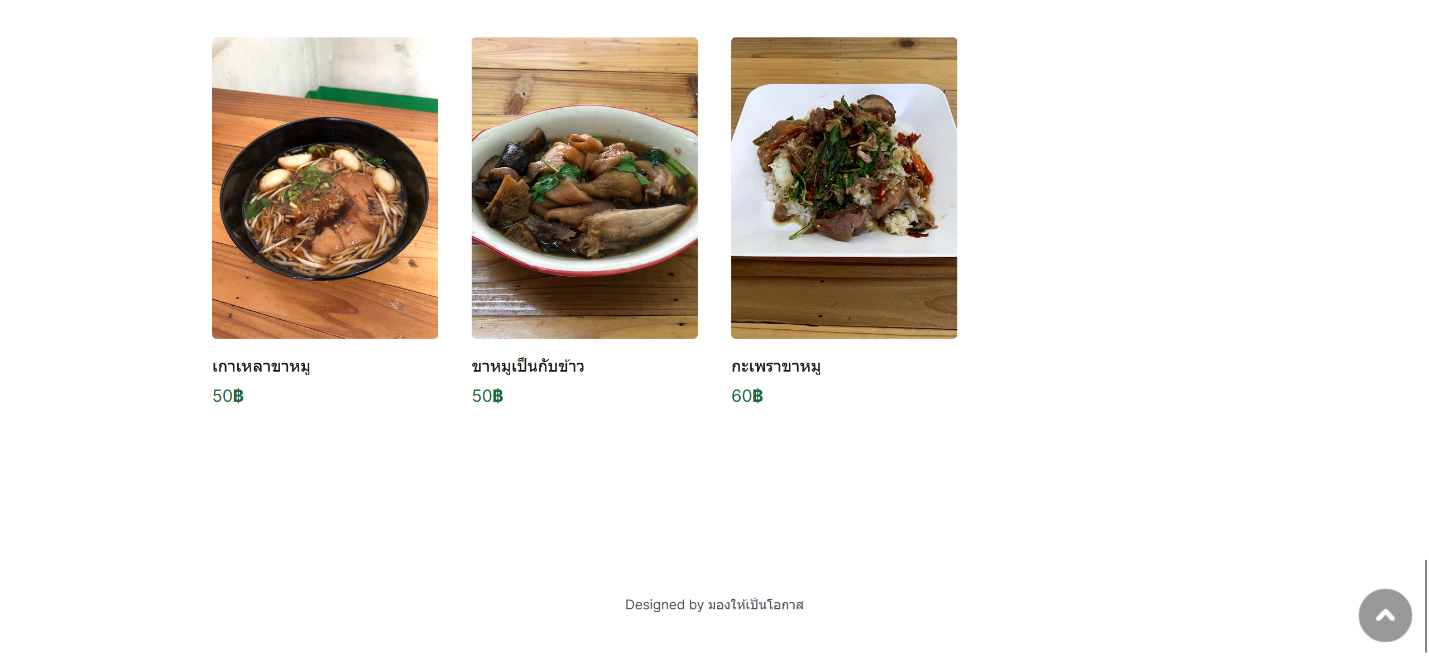 เกาเหลาขาหมู
50฿
ขาหมูเป็นกับข้าว
50฿
กะเพราขาหมู
60฿
Designed by มองให้เป็นโอกาส